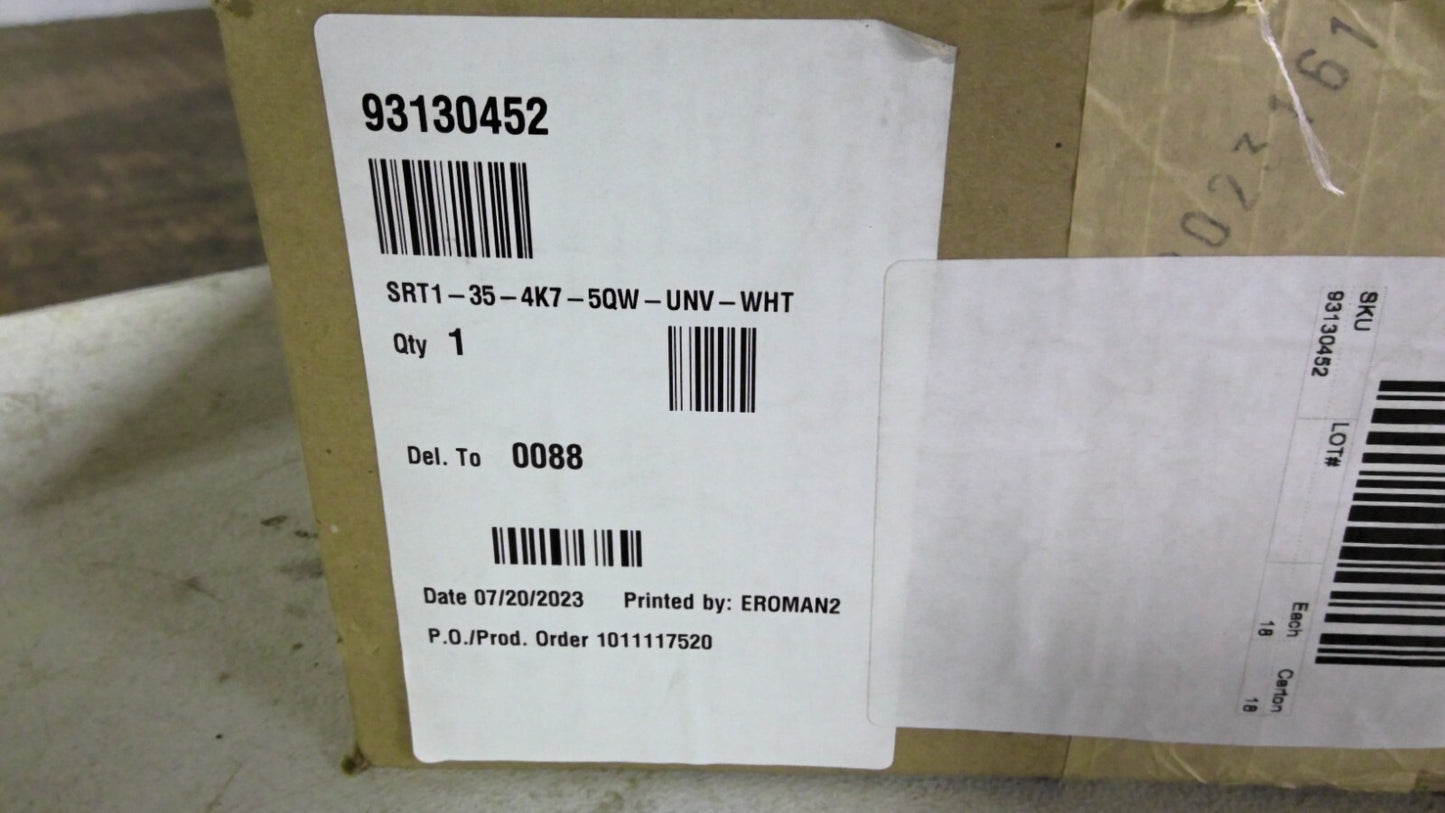 93130452
SRT1-35-4K7-5QW-UNV-WHT
Qty 1
Del. To 0088
Date 07/20/2023 Printed by: EROMAN2
P.O./Prod. Order 1011117520
SKU
93130452
LOT#
Each
18
Carton
18